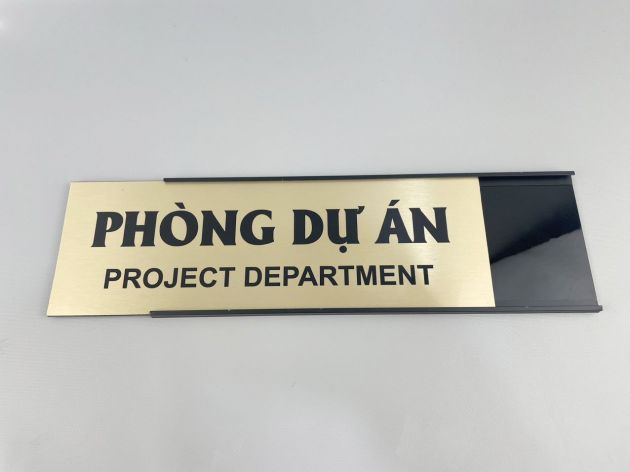 PHÒNG DỰ ÁN
PROJECT DEPARTMENT